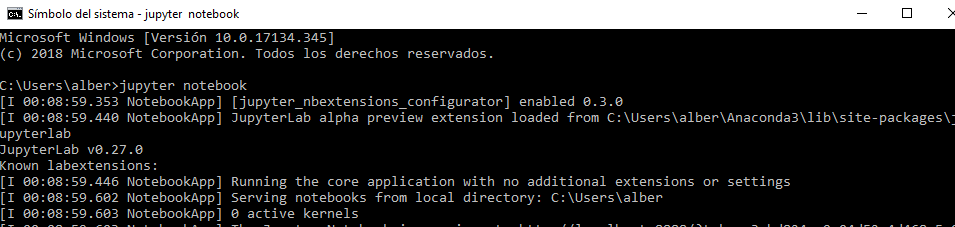 Símbolo del sistema - jupyter notebook
Microsoft Windows [Versión 10.0.17134.345]
(c) 2018 Microsoft Corporation. Todos los derechos reservados.
C:\Users\alber>jupyter notebook
[I 00:08:59.353 NotebookApp] [jupyter_nbextensions_configurator] enabled 0.3.0
[I 00:08:59.440 NotebookApp] JupyterLab alpha preview extension loaded from C:\Users\alber\Anaconda3\lib\site-packages\j
upyterlab
JupyterLab v0.27.0
Known labextensions:
[I 00:08:59.446 NotebookApp] Running the core application with no additional extensions or settings
[I 00:08:59.602 NotebookApp] Serving notebooks from local directory: C:\Users\alber
[I 00:08:59.603 NotebookApp] 0 active kernels